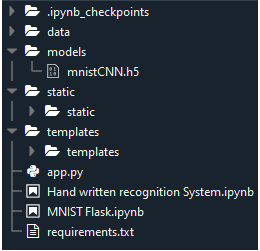 .ipynb_checkpoints
data
models
mnistCNN.h5
static
static
templates
templates
app.py
Hand written recognition System.ipynb
MNIST Flask.ipynb
requirements.txt